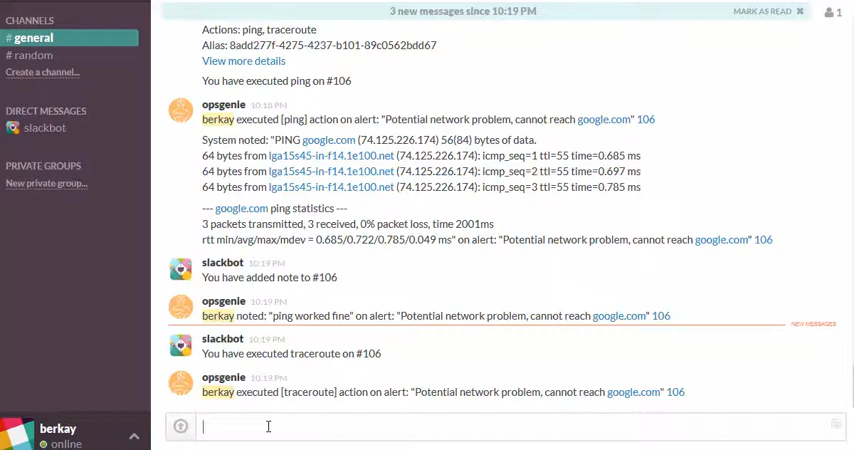 CHANNELS
# general
# random
Create a channel...
DIRECT MESSAGES
slackbot
PRIVATE GROUPS
New private group...
berkay
online
3 new messages since 10:19 PM
MARK AS READ ✖
1
Actions: ping, traceroute
Alias: 8add277f-4275-4237-b101-89c0562bdd67
View more details
You have executed ping on #106
opsgenie 10:18 PM
berkay executed [ping] action on alert: "Potential network problem, cannot reach google.com" 106
System noted: "PING google.com (74.125.226.174) 56(84) bytes of data.
64 bytes from lga15s45-in-f14.1e100.net (74.125.226.174): icmp_seq=1 ttl=55 time=0.685 ms
64 bytes from lga15s45-in-f14.1e100.net (74.125.226.174): icmp_seq=2 ttl=55 time=0.697 ms
64 bytes from lga15s45-in-f14.1e100.net (74.125.226.174): icmp_seq=3 ttl=55 time=0.785 ms
--- google.com ping statistics ---
3 packets transmitted, 3 received, 0% packet loss, time 2001ms
rtt min/avg/max/mdev = 0.685/0.722/0.785/0.049 ms" on alert: "Potential network problem, cannot reach google.com" 106
slackbot 10:19 PM
You have added note to #106
opsgenie 10:19 PM
berkay noted: "ping worked fine" on alert: "Potential network problem, cannot reach google.com" 106
NEW MESSAGES
slackbot 10:19 PM
You have executed traceroute on #106
opsgenie 10:19 PM
berkay executed [traceroute] action on alert: "Potential network problem, cannot reach google.com" 106